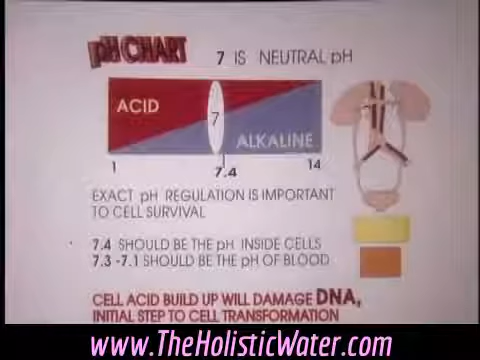 pH CHART
7 IS NEUTRAL pH
ACID
7
ALKALINE
1
7.4
14
EXACT pH REGULATION IS IMPORTANT
TO CELL SURVIVAL
7.4 SHOULD BE THE pH INSIDE CELLS
7.3 -7.1 SHOULD BE THE pH OF BLOOD
CELL ACID BUILD UP WILL DAMAGE DNA,
INITIAL STEP TO CELL TRANSFORMATION
www.TheHolisticWater.com